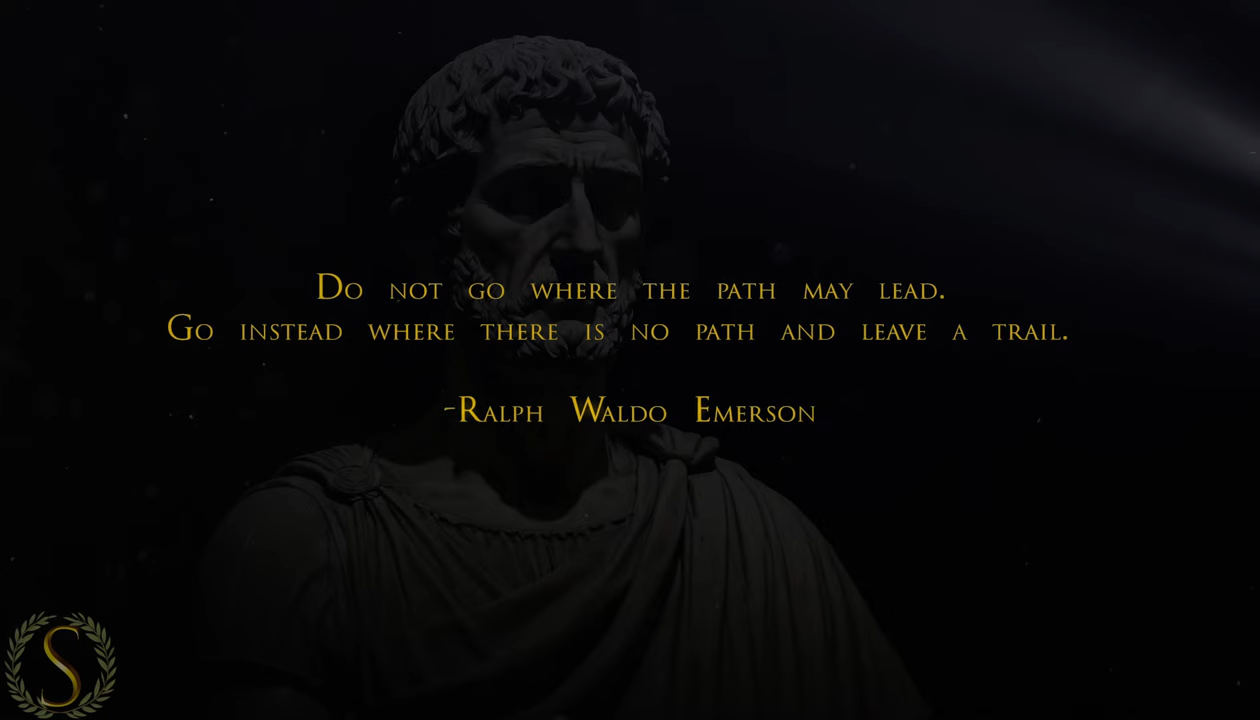 Do not go where the path may lead.
Go instead where there is no path and leave a trail.
-Ralph Waldo Emerson
S